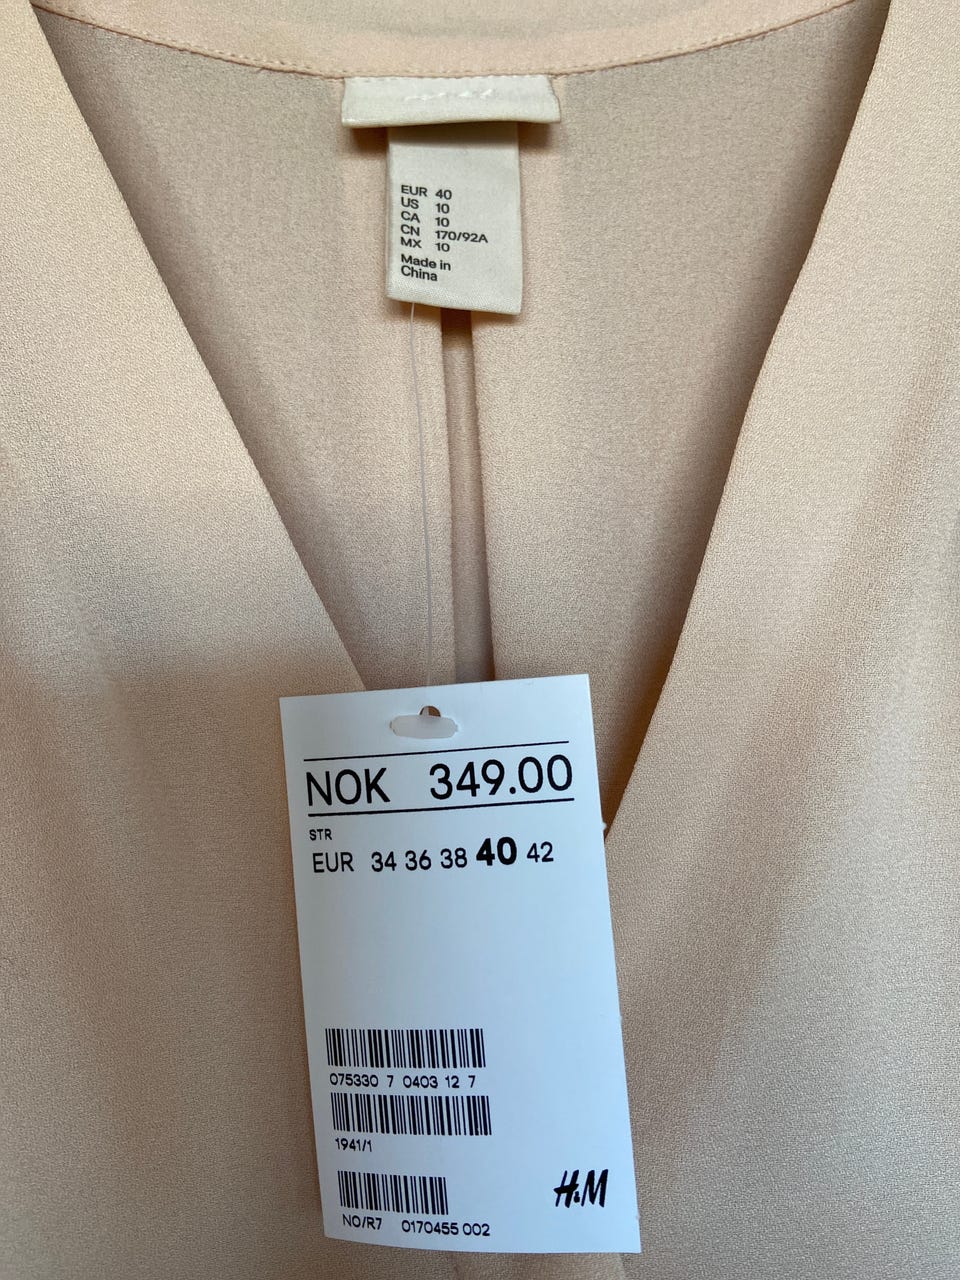 EUR 40
US 10
CA 10
CN 170/92A
MX 10
Made in
China
NOK 349.00
STR
EUR 34 36 38 40 42
075330 7 0403 12 7
1941/1
NO/R7 0170455 002
H&M